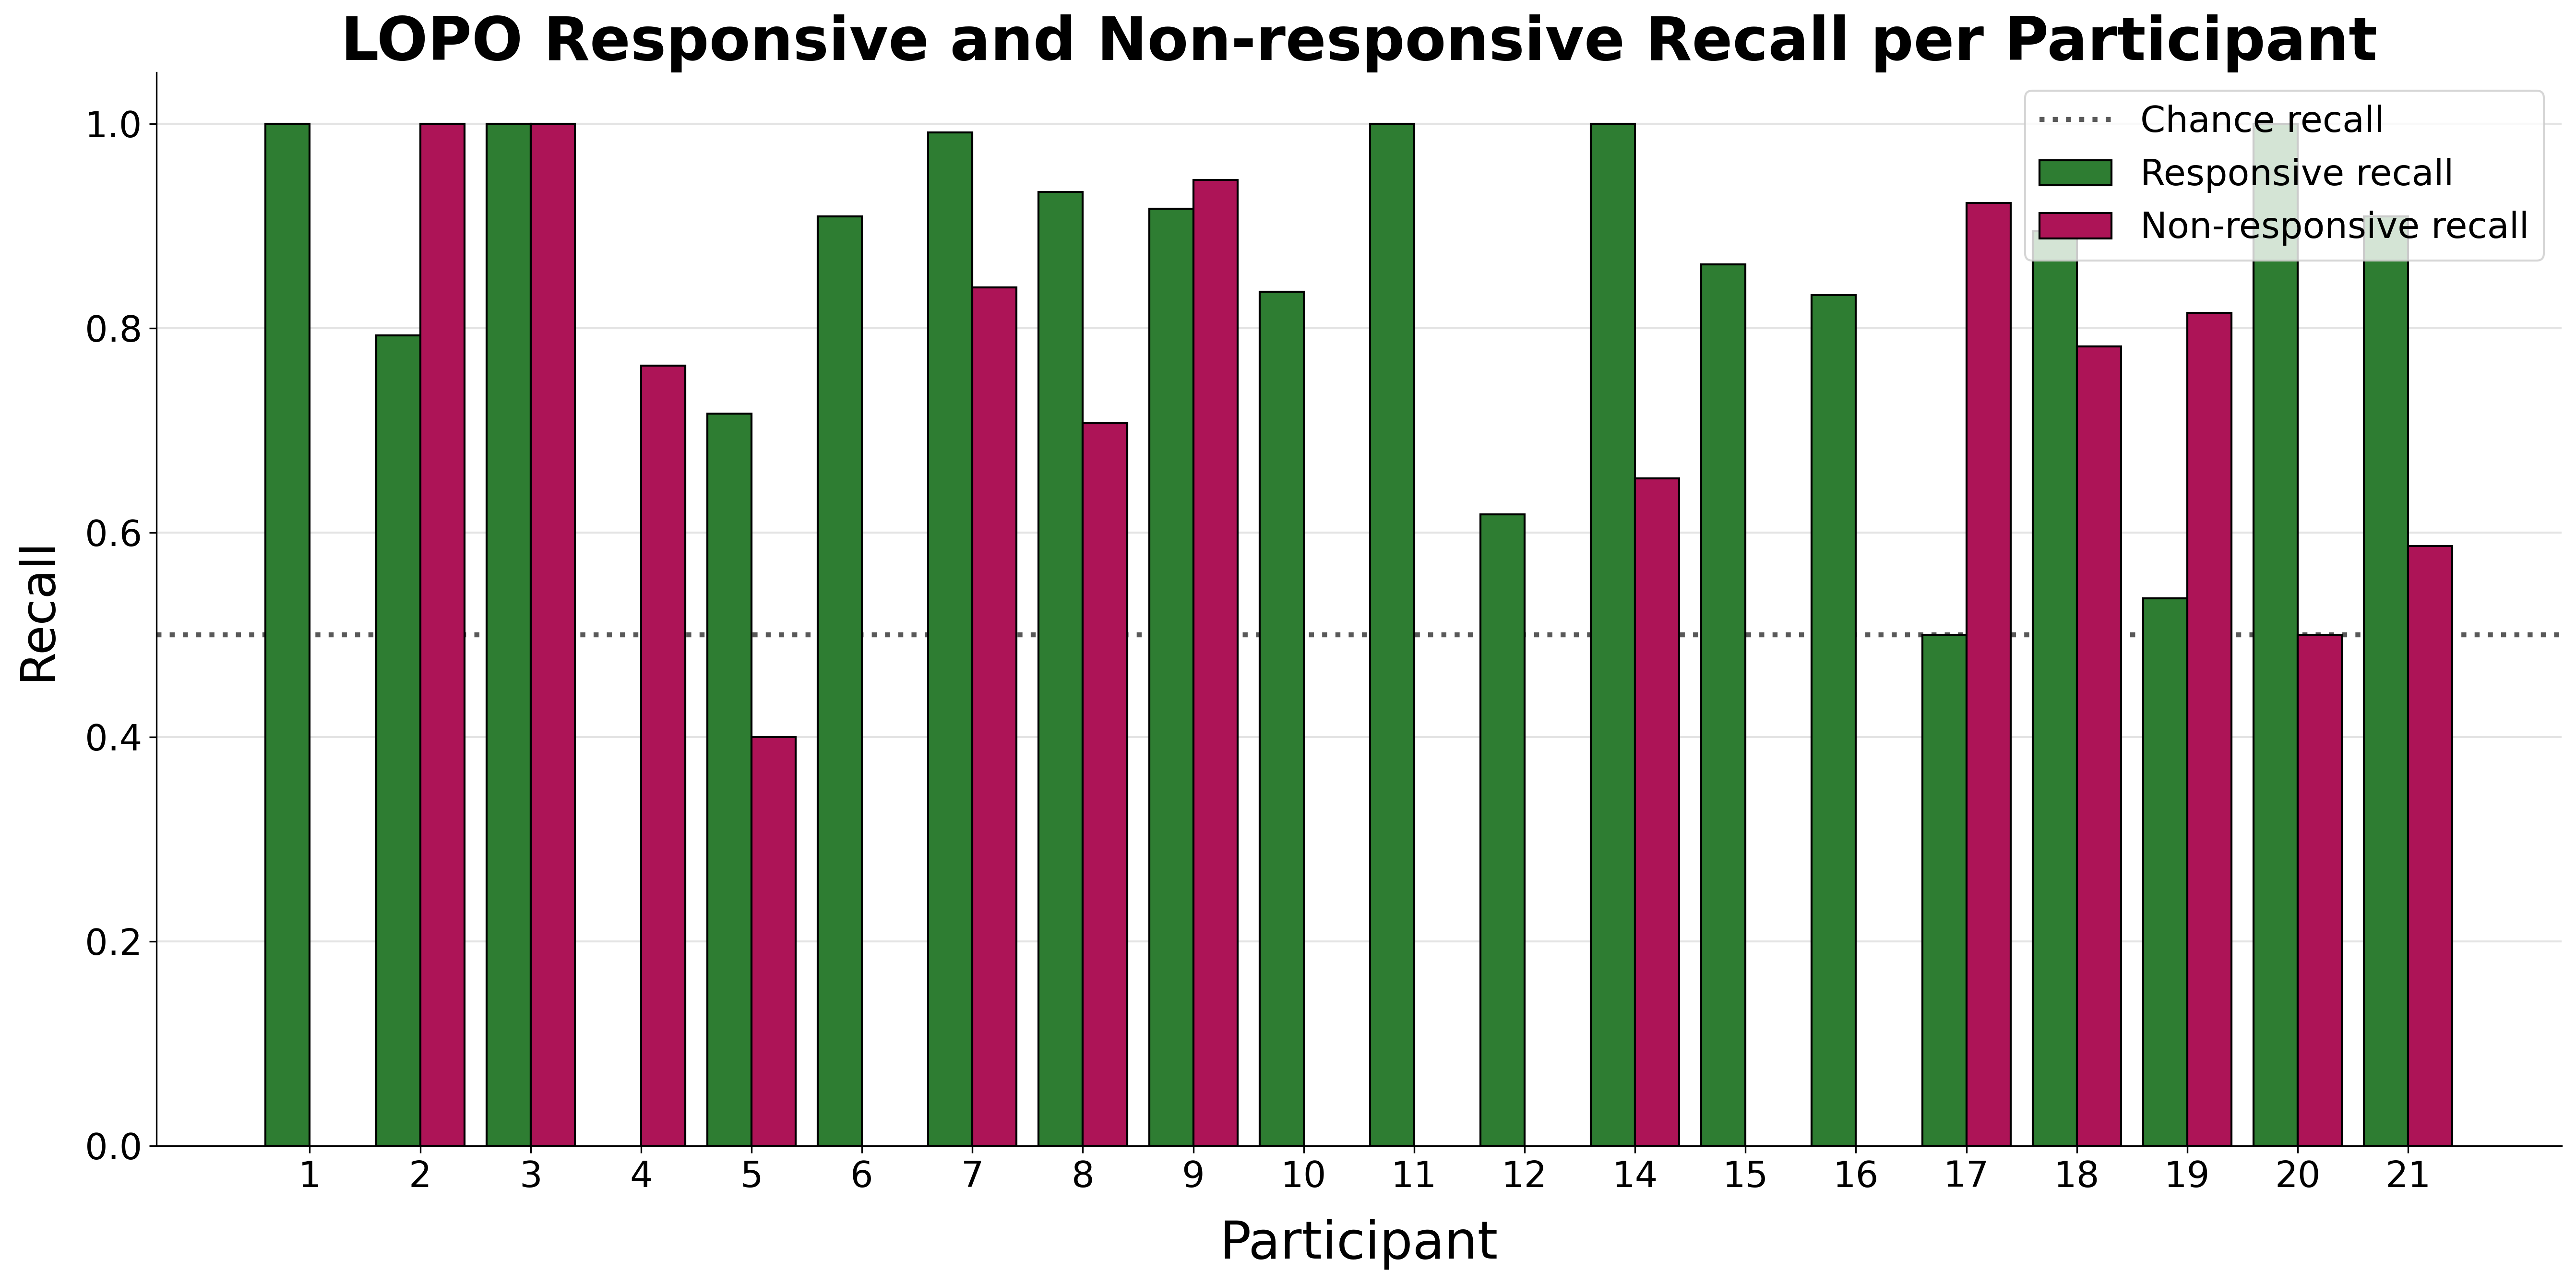 LOPO Responsive and Non-responsive Recall per Participant
Chance recall
Responsive recall
Non-responsive recall
Recall
1.0
0.8
0.6
0.4
0.2
0.0
1 2 3 4 5 6 7 8 9 10 11 12 14 15 16 17 18 19 20 21
Participant